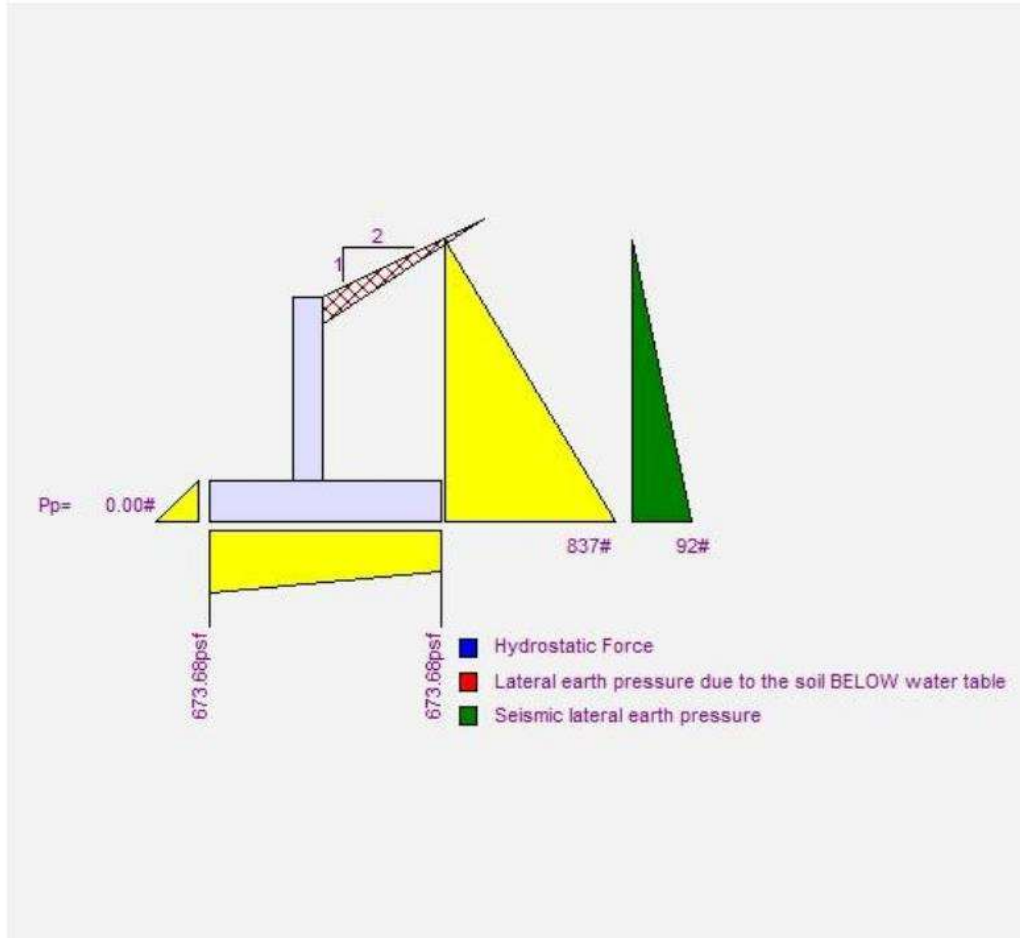 2
1
Pp= 0.00#
837# 92#
673.68psf
673.68psf
Hydrostatic Force
Lateral earth pressure due to the soil BELOW water table
Seismic lateral earth pressure